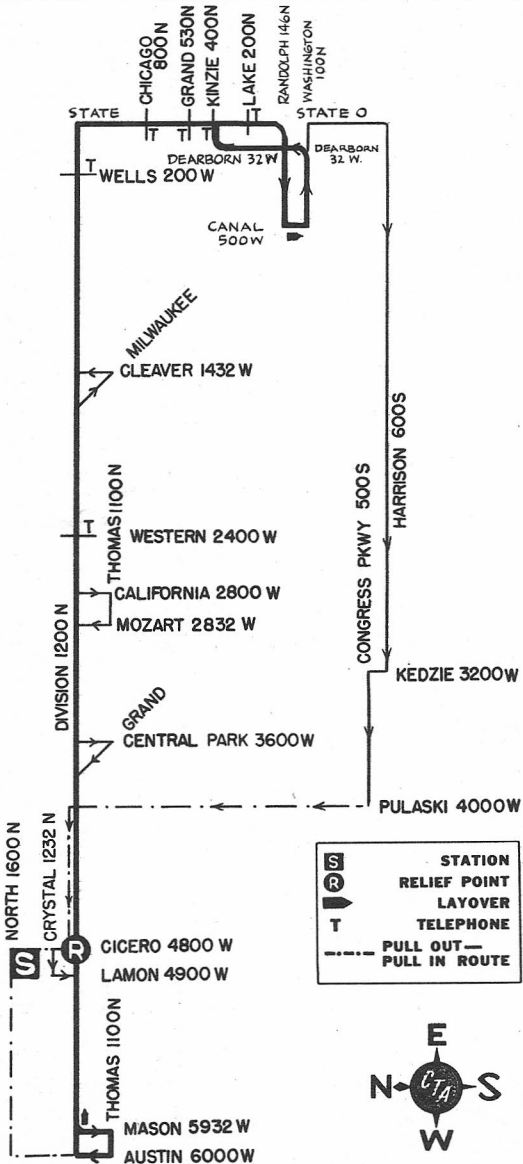 CHICAGO
800N
GRAND 530N
KINZIE 400N
LAKE 200N
RANDOLPH 146N
WASHINGTON
100N
STATE
STATE 0
T
T
T
T
DEARBORN 32W
DEARBORN
32 W.
T
WELLS 200 W
CANAL
500W
MILWAUKEE
CLEAVER 1432 W
HARRISON 600S
CONGRESS PKWY 500S
T
WESTERN 2400 W
THOMAS 1100N
CALIFORNIA 2800 W
MOZART 2832 W
DIVISION 1200 N
KEDZIE 3200W
GRAND
CENTRAL PARK 3600W
PULASKI 4000W
NORTH 1600 N
CRYSTAL 1232 N
S STATION
R RELIEF POINT
LAYOVER
T TELEPHONE
PULL OUT—
PULL IN ROUTE
R
CICERO 4800 W
S
LAMON 4900 W
THOMAS 1100N
E
N CTA S
W
MASON 5932 W
AUSTIN 6000W